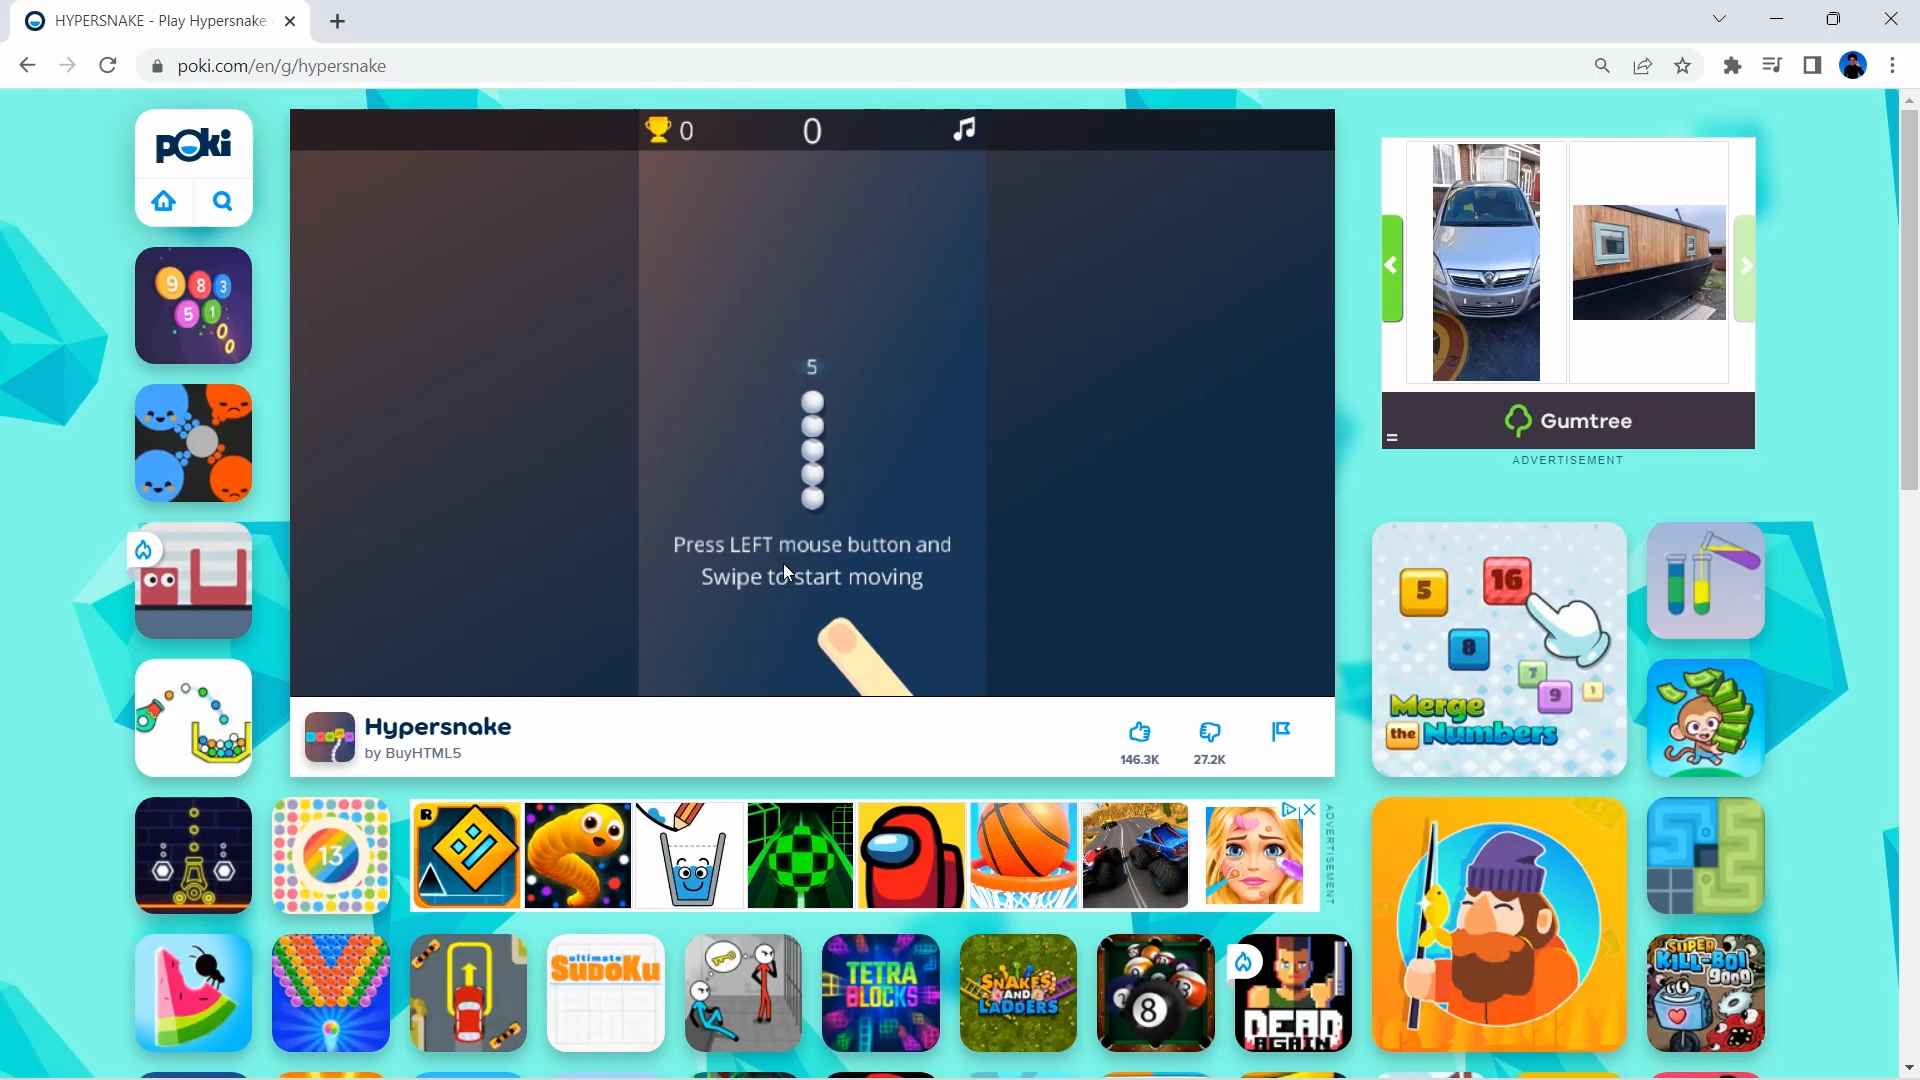 HYPERSNAKE - Play Hypersnake
poki.com/en/g/hypersnake
poki
0
0
5
Press LEFT mouse button and
Swipe to start moving
Hypersnake
by BuyHTML5
146.3K
27.2K
9 8 3
5 1
0
0
Gumtree
ADVERTISEMENT
5
16
8
7
9
1
Merge
the Numbers
13
R
ADVERTISEMENT
ultimate
SUDOKU
TETRA
BLOCKS
SNAKES
AND
LADDERS
8
DEAD
AGAIN
SUPER
KILL-BOI
9000